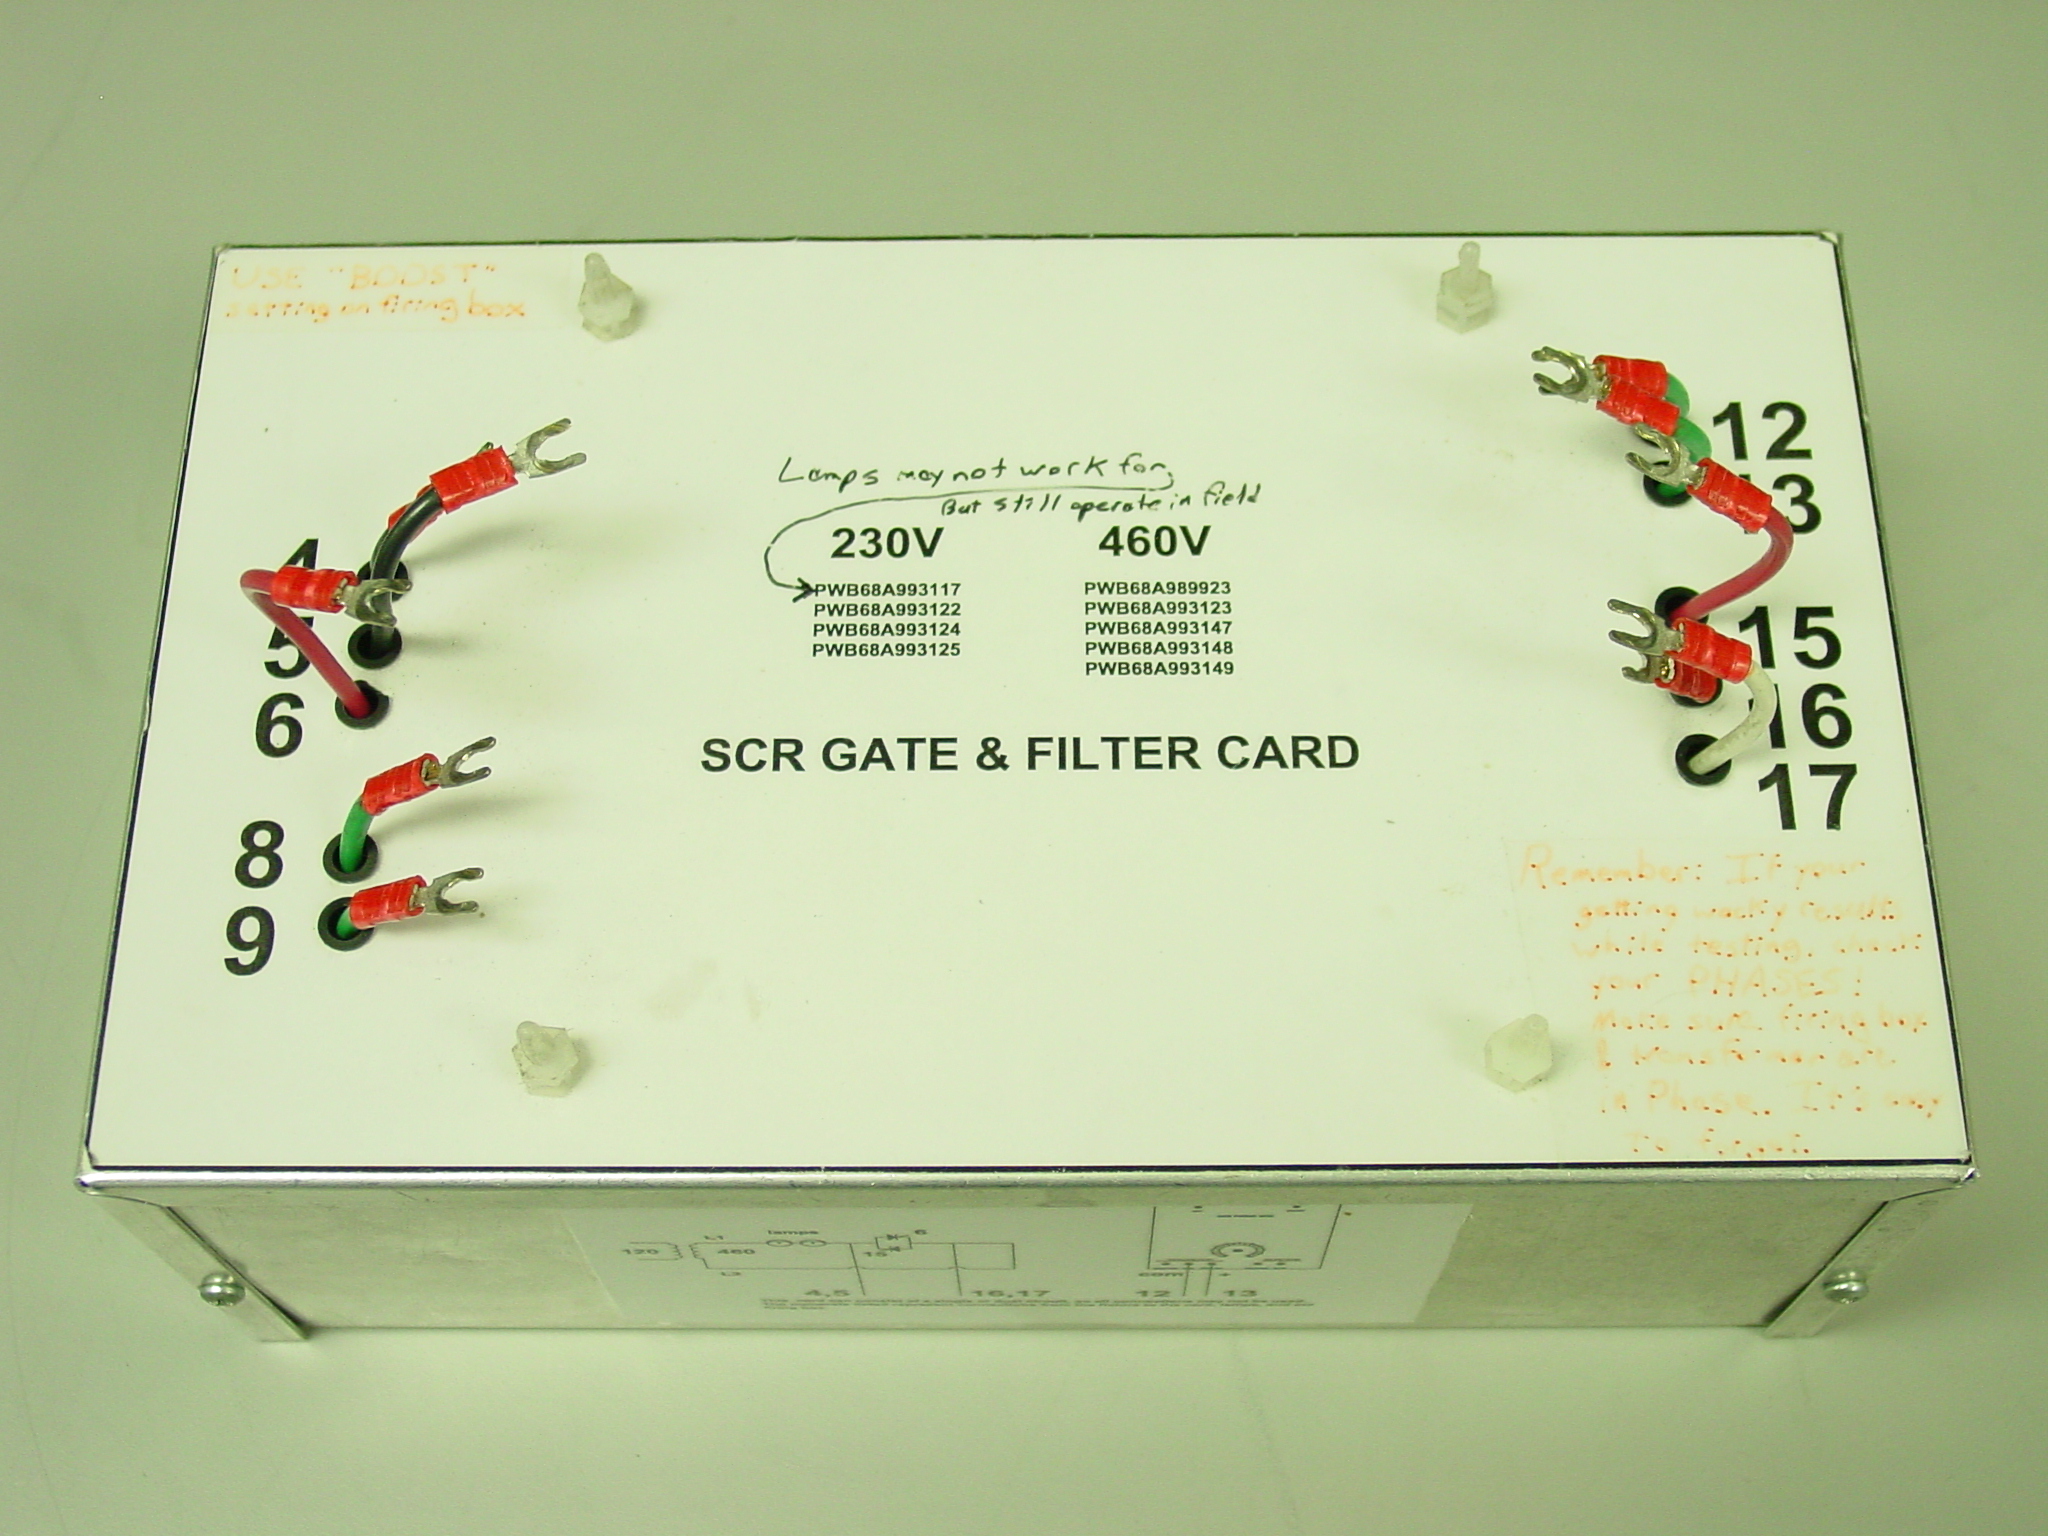 USE "BOOST"
setting on firing box
Lamps may not work for,
But still operate in field
230V 460V
PWB68A993117 PWB68A989923
PWB68A993122 PWB68A993123
PWB68A993124 PWB68A993147
PWB68A993125 PWB68A993148
PWB68A993149
SCR GATE & FILTER CARD
4
5
6
8
9
12
13
15
16
17
Remember: If your
getting wacky results
while testing, check
your PHASES!
Make sure firing box
& transformer are
in Phase. It's easy
To forget.
L1 lamps 6
120 460 15
L2
4,5 16,17
com +
12 13